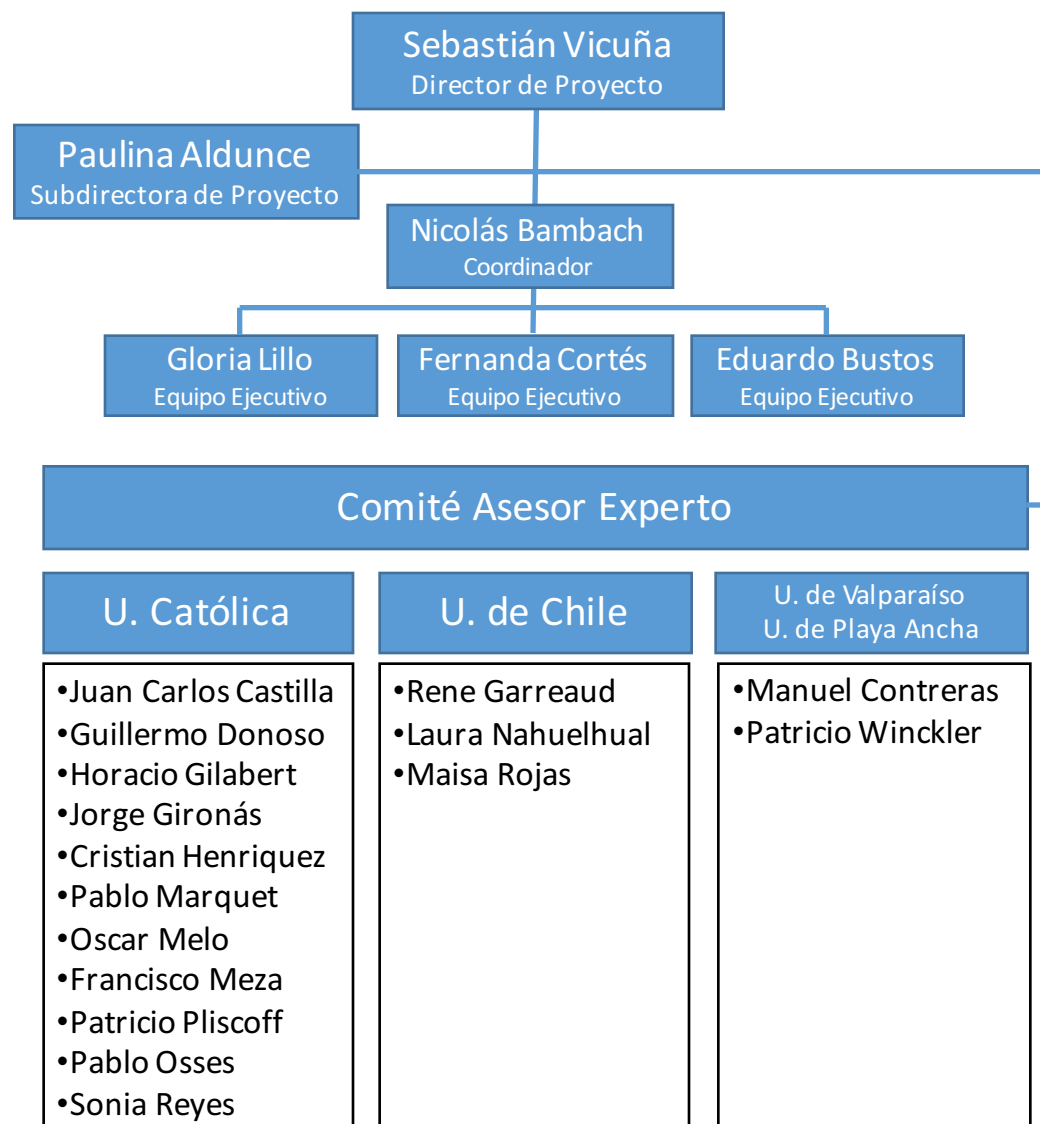 Sebastián Vicuña
Director de Proyecto
Paulina Aldunce
Subdirectora de Proyecto
Nicolás Bambach
Coordinador
Gloria Lillo
Equipo Ejecutivo
Fernanda Cortés
Equipo Ejecutivo
Eduardo Bustos
Equipo Ejecutivo
Comité Asesor Experto
U. Católica
•Juan Carlos Castilla
•Guillermo Donoso
•Horacio Gilabert
•Jorge Gironás
•Cristian Henriquez
•Pablo Marquet
•Oscar Melo
•Francisco Meza
•Patricio Pliscoff
•Pablo Osses
•Sonia Reyes
U. de Chile
•Rene Garreaud
•Laura Nahuelhual
•Maisa Rojas
U. de Valparaíso
U. de Playa Ancha
•Manuel Contreras
•Patricio Winckler